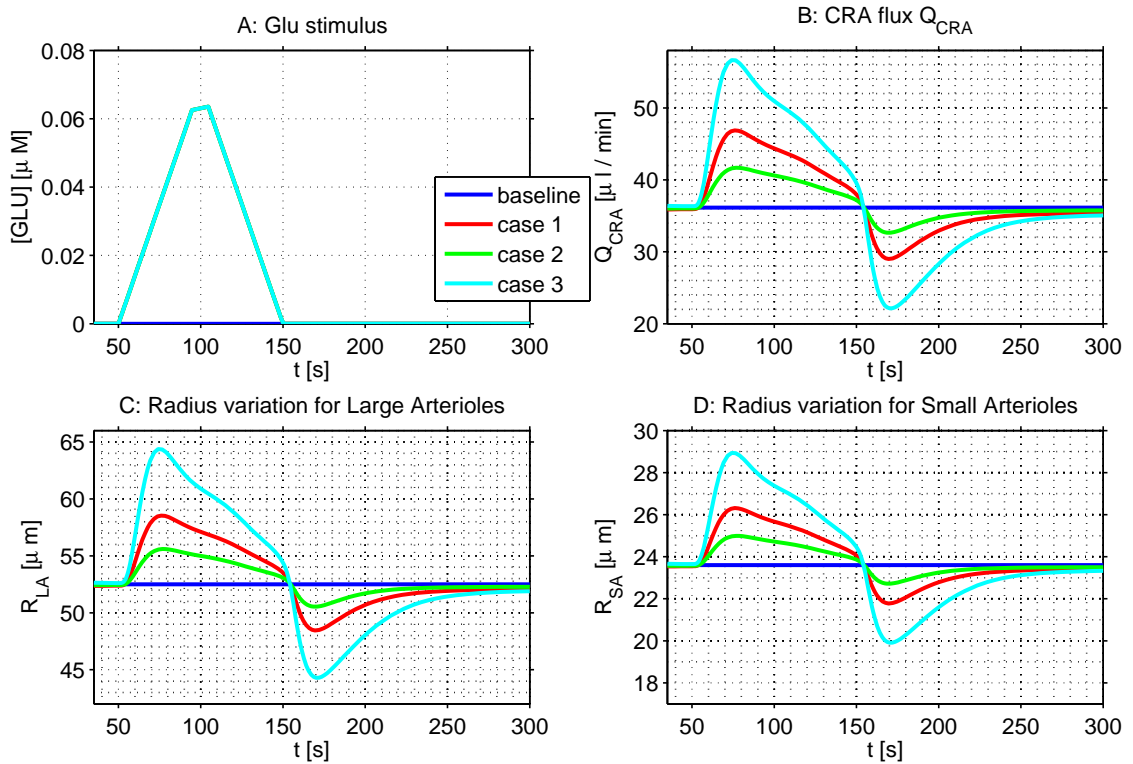 A: Glu stimulus
0.08
0.06
0.04
0.02
0
[GLU] [μ M]
50 100 150 200 250 300
t [s]
baseline
case 1
case 2
case 3
B: CRA flux Q_CRA
50
40
30
20
Q_CRA [μ l / min]
50 100 150 200 250 300
t [s]
C: Radius variation for Large Arterioles
65
60
55
50
45
R_LA [μ m]
50 100 150 200 250 300
t [s]
D: Radius variation for Small Arterioles
30
28
26
24
22
20
18
R_SA [μ m]
50 100 150 200 250 300
t [s]